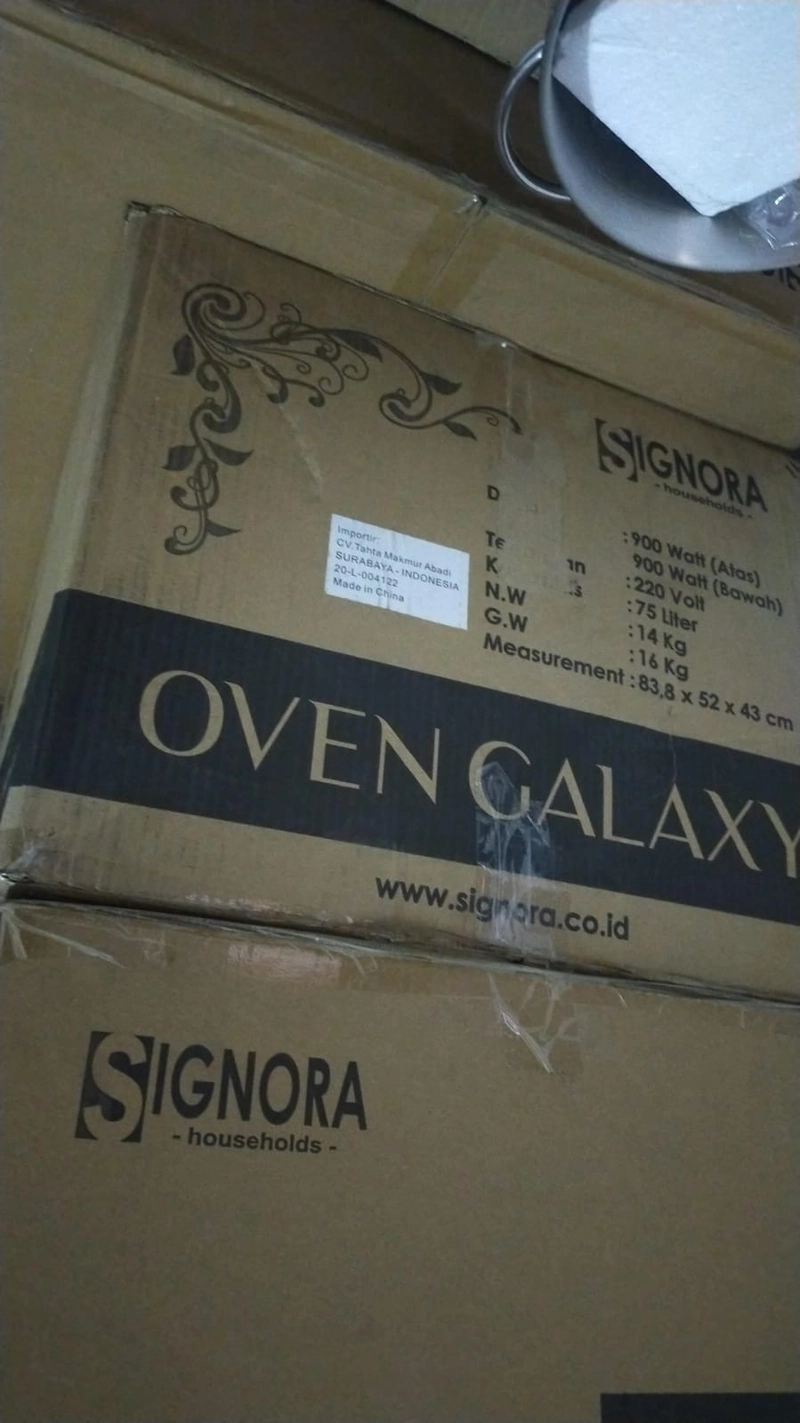 SIGNORA
- households -
: 900 Watt (Atas)
900 Watt (Bawah)
: 220 Volt
: 75 Liter
N.W : 14 Kg
G.W : 16 Kg
Measurement : 83,8 x 52 x 43 cm
Importir:
CV.Tahta Makmur Abadi
SURABAYA - INDONESIA
20-L-004122
Made in China
OVEN GALAXY
www.signora.co.id
SIGNORA
- households -